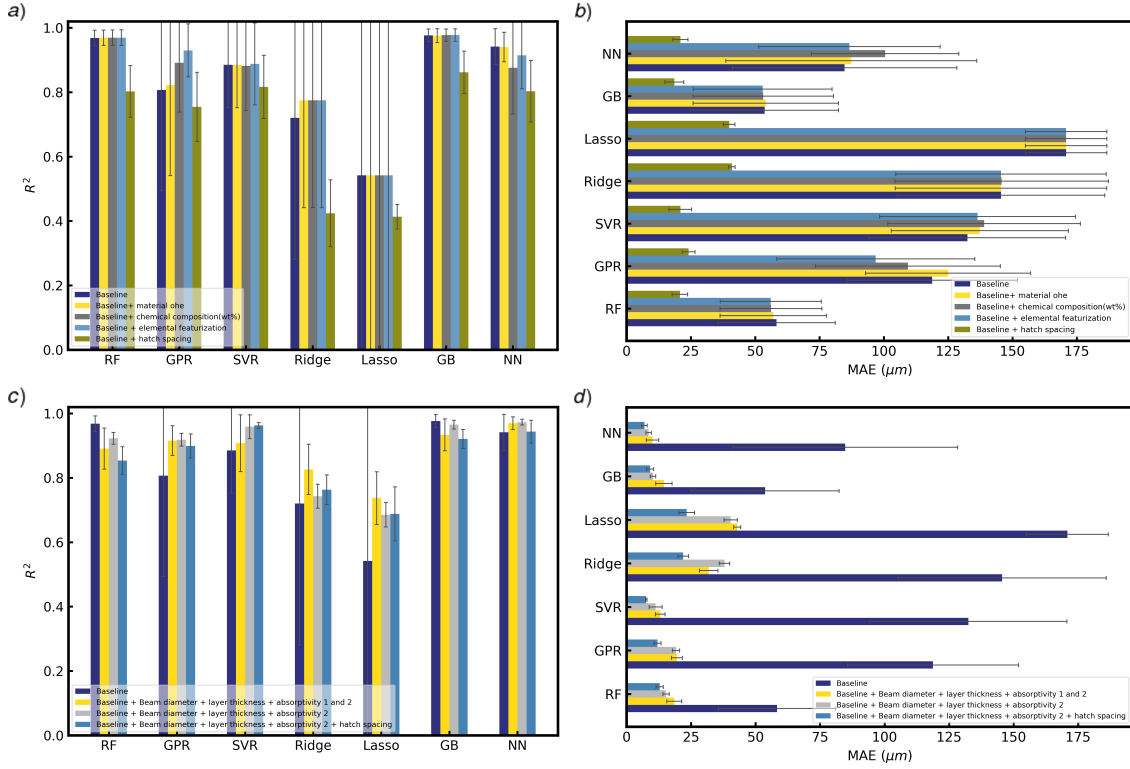 a)
1.0
0.8
0.6
0.4
0.2
0.0
R²
Baseline
Baseline+ material ohe
Baseline+ chemical composition(wt%)
Baseline + elemental featurization
Baseline + hatch spacing
RF GPR SVR Ridge Lasso GB NN
b)
NN
GB
Lasso
Ridge
SVR
GPR
RF
Baseline
Baseline+ material ohe
Baseline+ chemical composition(wt%)
Baseline + elemental featurization
Baseline + hatch spacing
0 25 50 75 100 125 150 175
MAE (μm)
c)
1.0
0.8
0.6
0.4
0.2
0.0
R²
Baseline
Baseline + Beam diameter + layer thickness + absorptivity 1 and 2
Baseline + Beam diameter + layer thickness + absorptivity 2
Baseline + Beam diameter + layer thickness + absorptivity 2 + hatch spacing
RF GPR SVR Ridge Lasso GB NN
d)
NN
GB
Lasso
Ridge
SVR
GPR
RF
Baseline
Baseline + Beam diameter + layer thickness + absorptivity 1 and 2
Baseline + Beam diameter + layer thickness + absorptivity 2
Baseline + Beam diameter + layer thickness + absorptivity 2 + hatch spacing
0 25 50 75 100 125 150 175
MAE (μm)